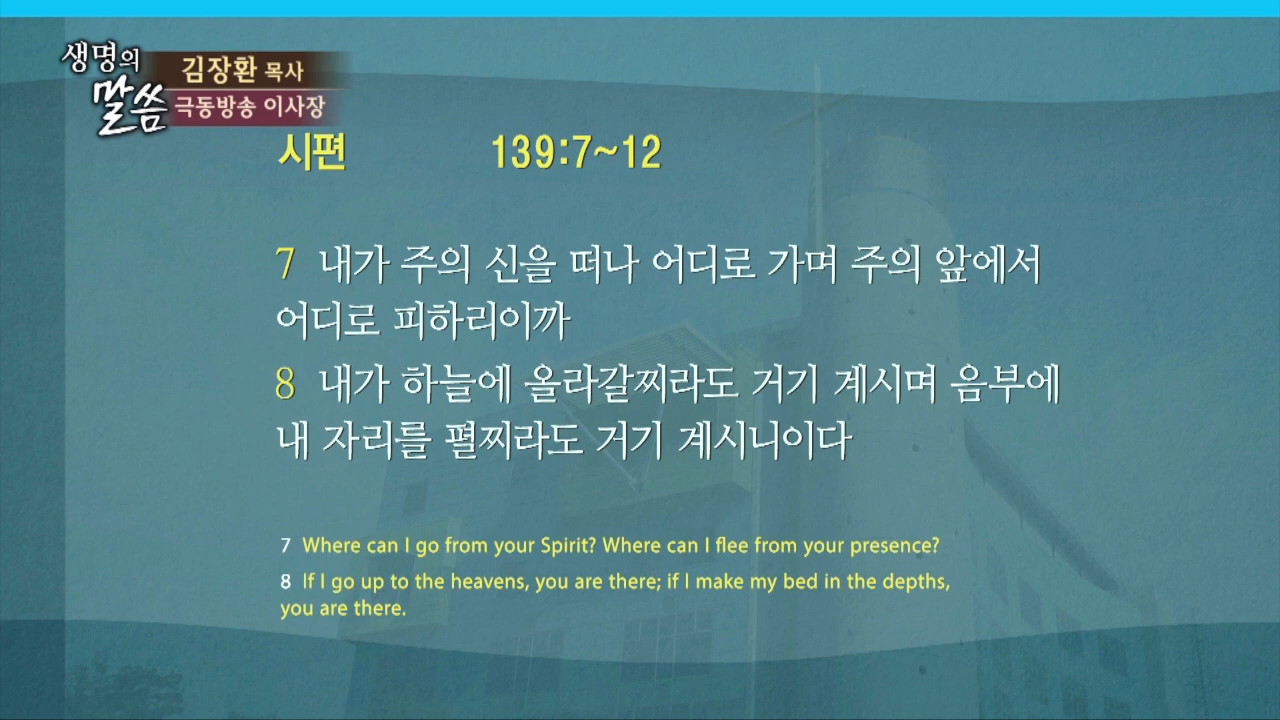 생명의
말씀
김장환 목사
극동방송 이사장
시편 139:7~12
7 내가 주의 신을 떠나 어디로 가며 주의 앞에서
어디로 피하리이까
8 내가 하늘에 올라갈찌라도 거기 계시며 음부에
내 자리를 펼찌라도 거기 계시니이다
7 Where can I go from your Spirit? Where can I flee from your presence?
8 If I go up to the heavens, you are there; if I make my bed in the depths,
you are there.